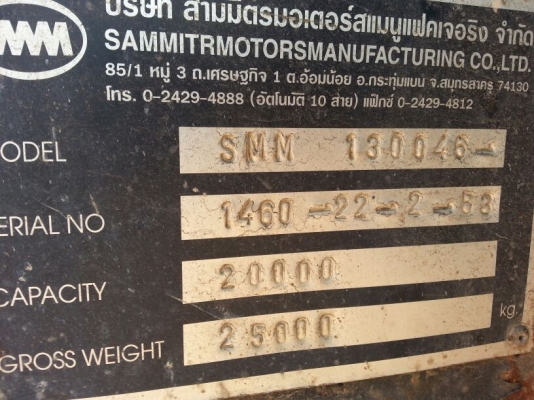 บริษัท สามมิตรมอเตอร์สแมนูแฟคเจอริง จำกัด
SMM SAMMITRMOTORSMANUFACTURING CO.,LTD.
85/1 หมู่ 3 ถ.เศรษฐกิจ 1 ต.อ้อมน้อย อ.กระทุ่มแบน จ.สมุทรสาคร 74130
โทร. 0-2429-4888 (อัตโนมัติ 10 สาย) แฟ็กซ์ 0-2429-4812
ODEL SMM 130046-
ERIAL NO 1460-22-2-53
CAPACITY 20000
kg.
GROSS WEIGHT 25000